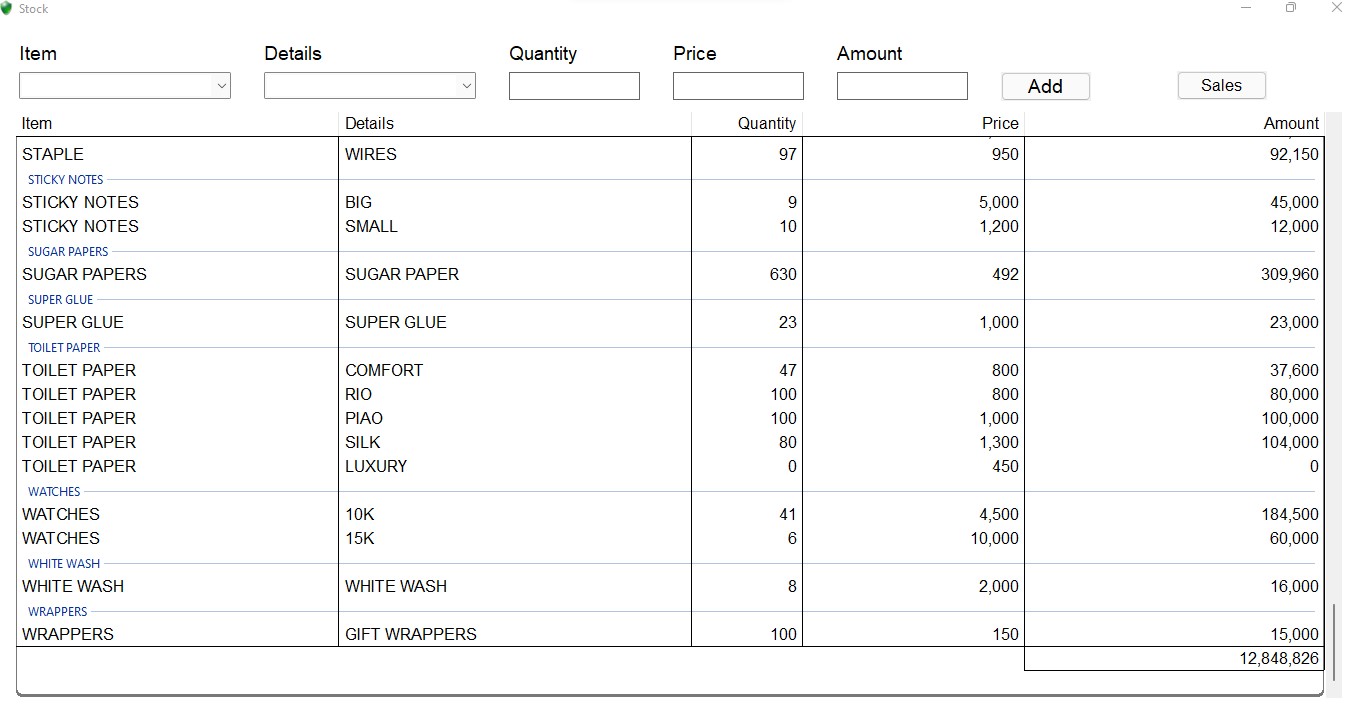 Stock
Item Details Quantity Price Amount
Add Sales
Item Details Quantity Price Amount
STAPLE WIRES 97 950 92,150
STICKY NOTES
STICKY NOTES BIG 9 5,000 45,000
STICKY NOTES SMALL 10 1,200 12,000
SUGAR PAPERS
SUGAR PAPERS SUGAR PAPER 630 492 309,960
SUPER GLUE
SUPER GLUE SUPER GLUE 23 1,000 23,000
TOILET PAPER
TOILET PAPER COMFORT 47 800 37,600
TOILET PAPER RIO 100 800 80,000
TOILET PAPER PIAO 100 1,000 100,000
TOILET PAPER SILK 80 1,300 104,000
TOILET PAPER LUXURY 0 450 0
WATCHES
WATCHES 10K 41 4,500 184,500
WATCHES 15K 6 10,000 60,000
WHITE WASH
WHITE WASH WHITE WASH 8 2,000 16,000
WRAPPERS
WRAPPERS GIFT WRAPPERS 100 150 15,000
12,848,826